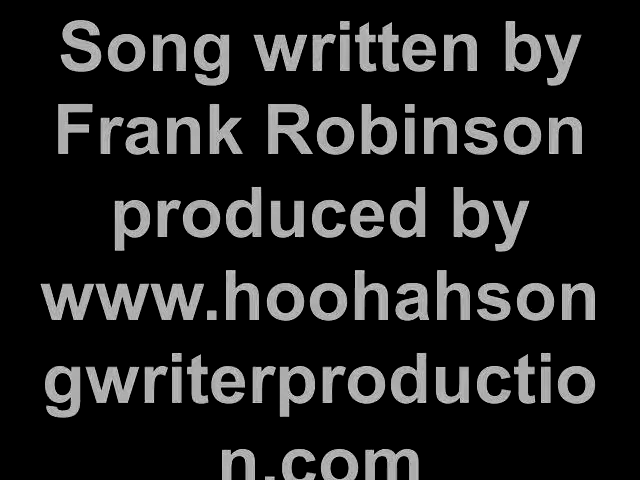 Song written by
Frank Robinson
produced by
www.hoohahson
gwriterproductio
n.com